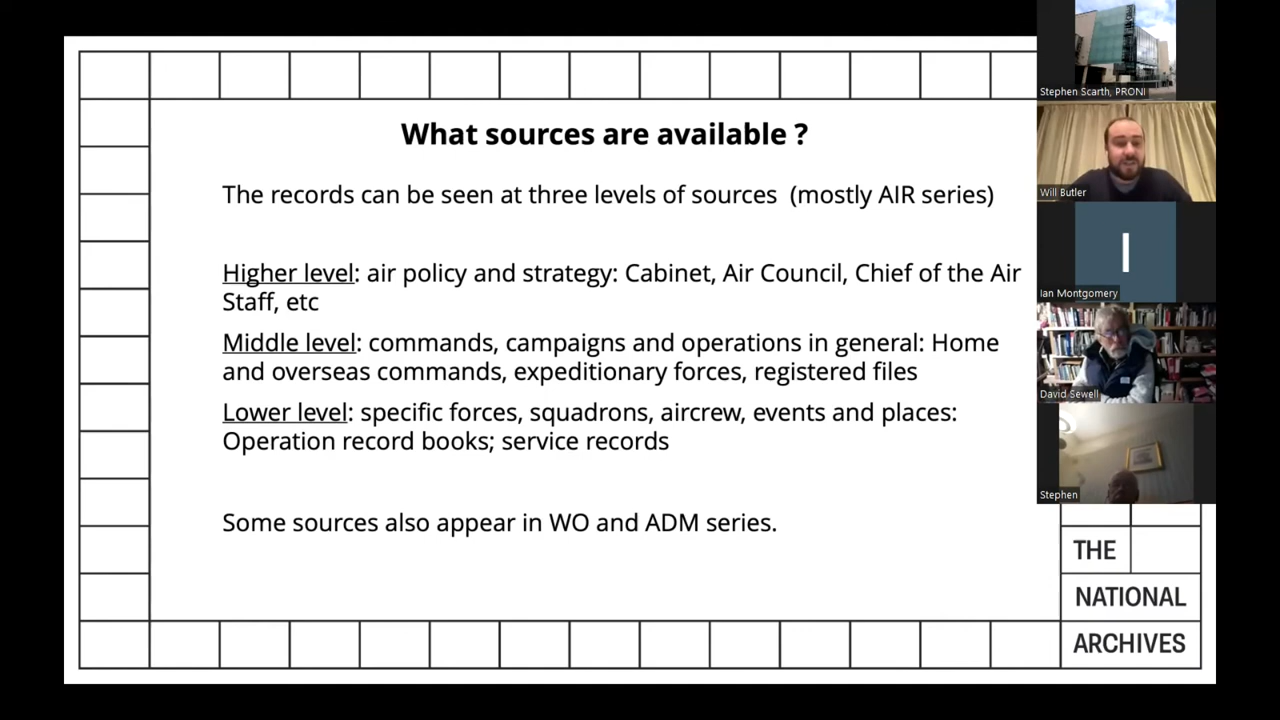 What sources are available ?
The records can be seen at three levels of sources (mostly AIR series)
Higher level: air policy and strategy: Cabinet, Air Council, Chief of the Air
Staff, etc
Middle level: commands, campaigns and operations in general: Home
and overseas commands, expeditionary forces, registered files
Lower level: specific forces, squadrons, aircrew, events and places:
Operation record books; service records
Some sources also appear in WO and ADM series.
THE
NATIONAL
ARCHIVES
Stephen Scarth, PRONI
Will Butler
I
Ian Montgomery
David Sewell
Stephen